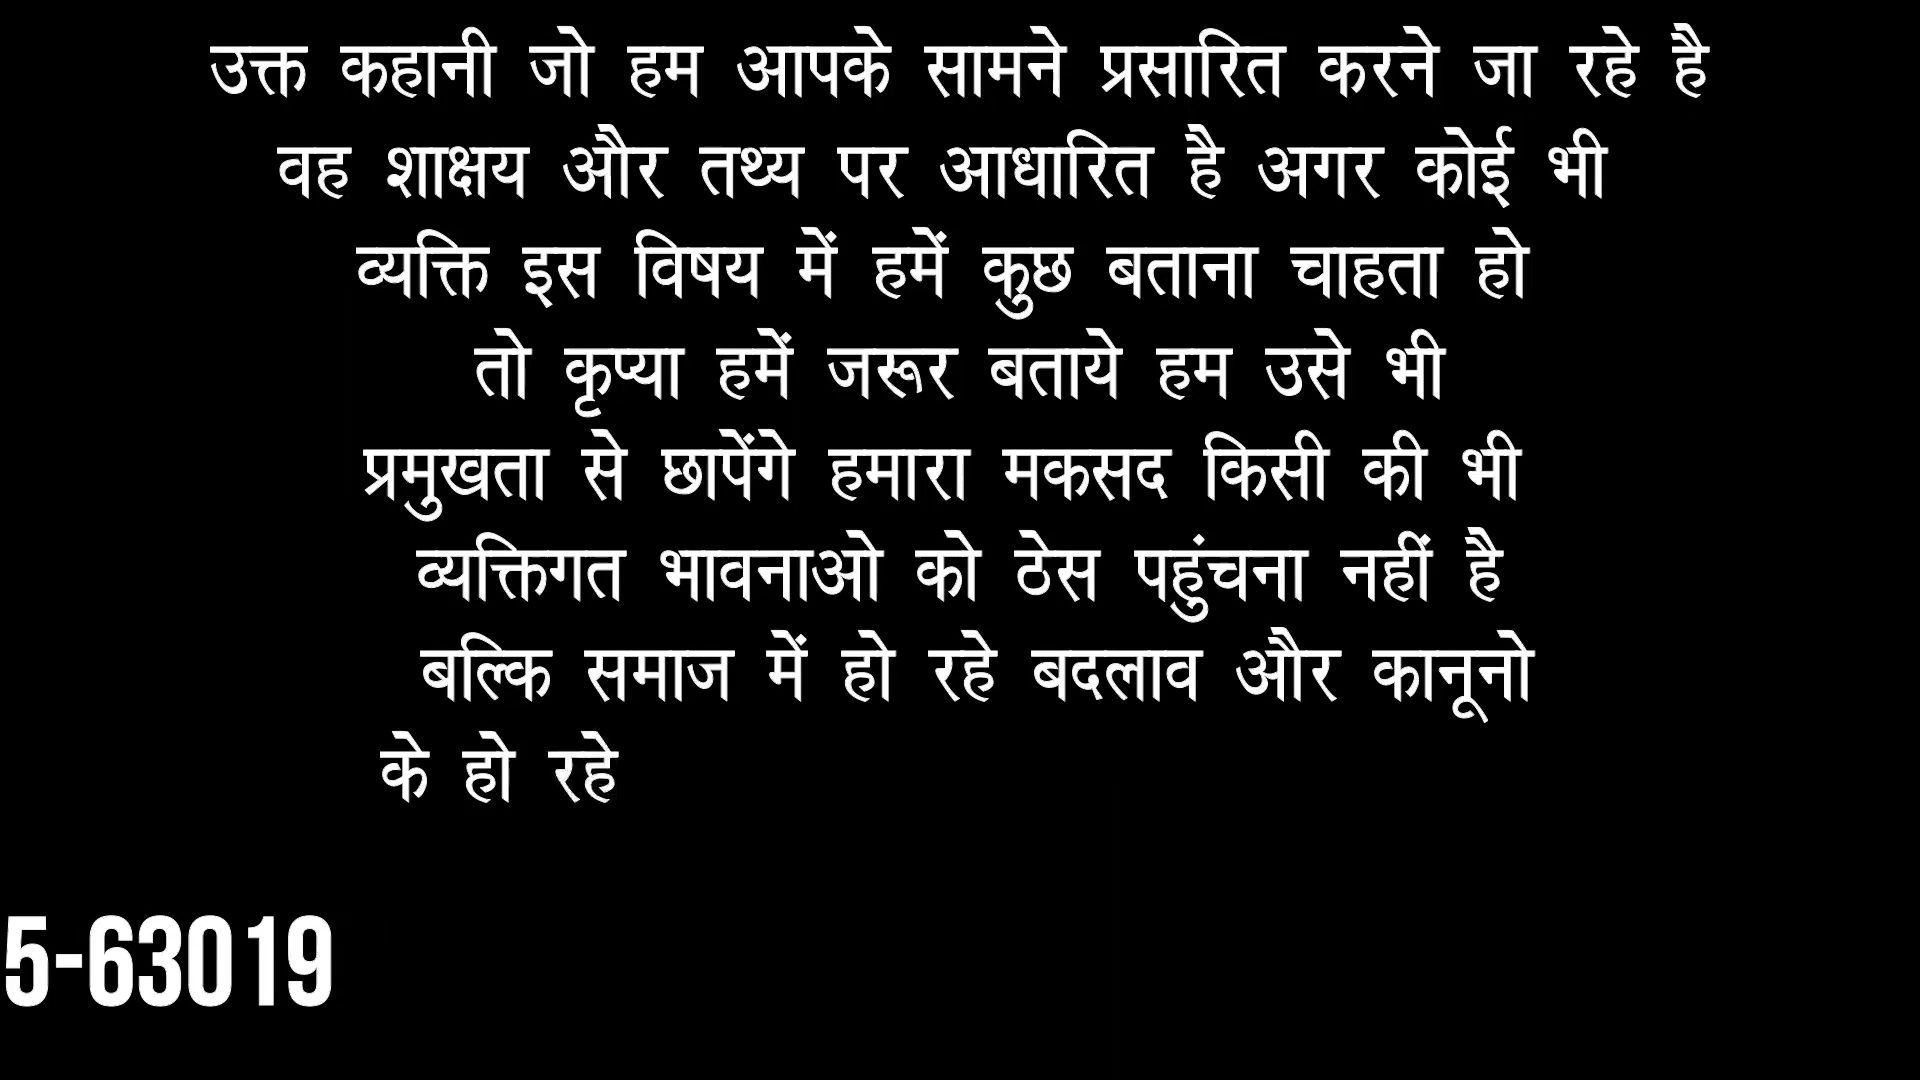 उक्त कहानी जो हम आपके सामने प्रसारित करने जा रहे है
वह शाक्षय और तथ्य पर आधारित है अगर कोई भी
व्यक्ति इस विषय में हमें कुछ बताना चाहता हो
तो कृप्या हमें जरूर बताये हम उसे भी
प्रमुखता से छापेंगे हमारा मकसद किसी की भी
व्यक्तिगत भावनाओ को ठेस पहुंचना नहीं है
बल्कि समाज में हो रहे बदलाव और कानूनो
के हो रहे
5-63019